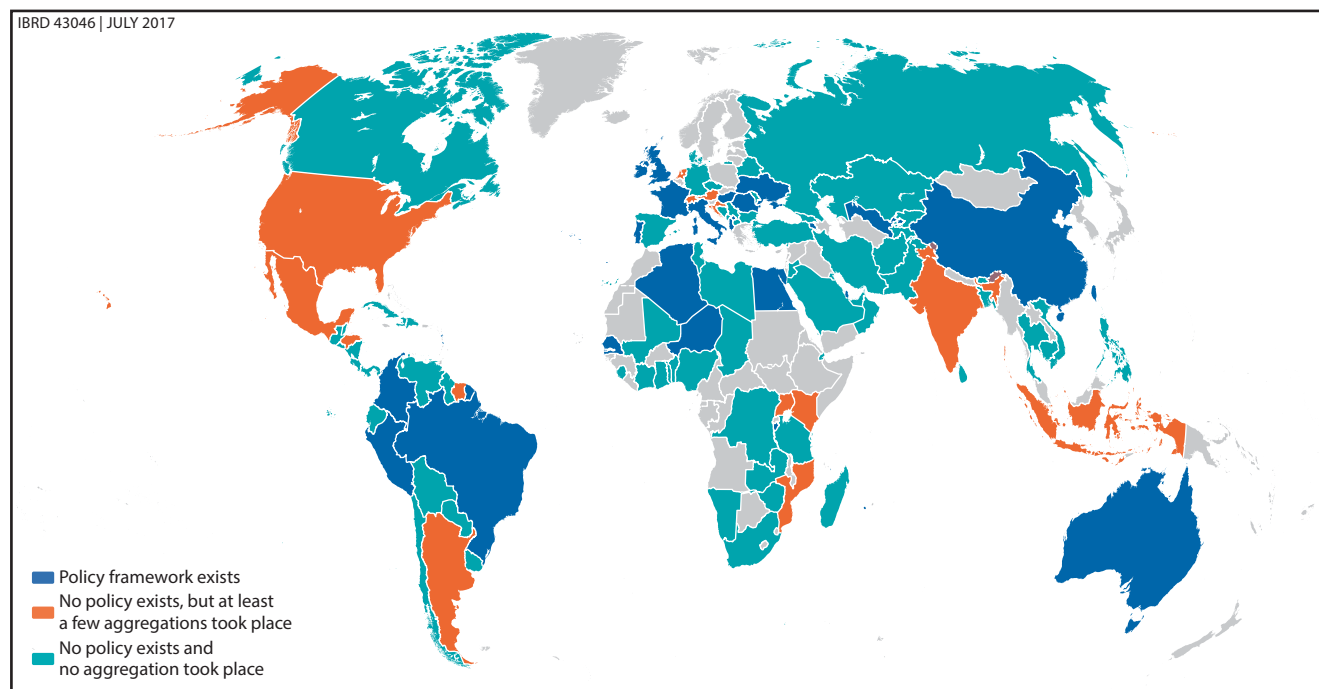 IBRD 43046 | JULY 2017
Policy framework exists
No policy exists, but at least
a few aggregations took place
No policy exists and
no aggregation took place